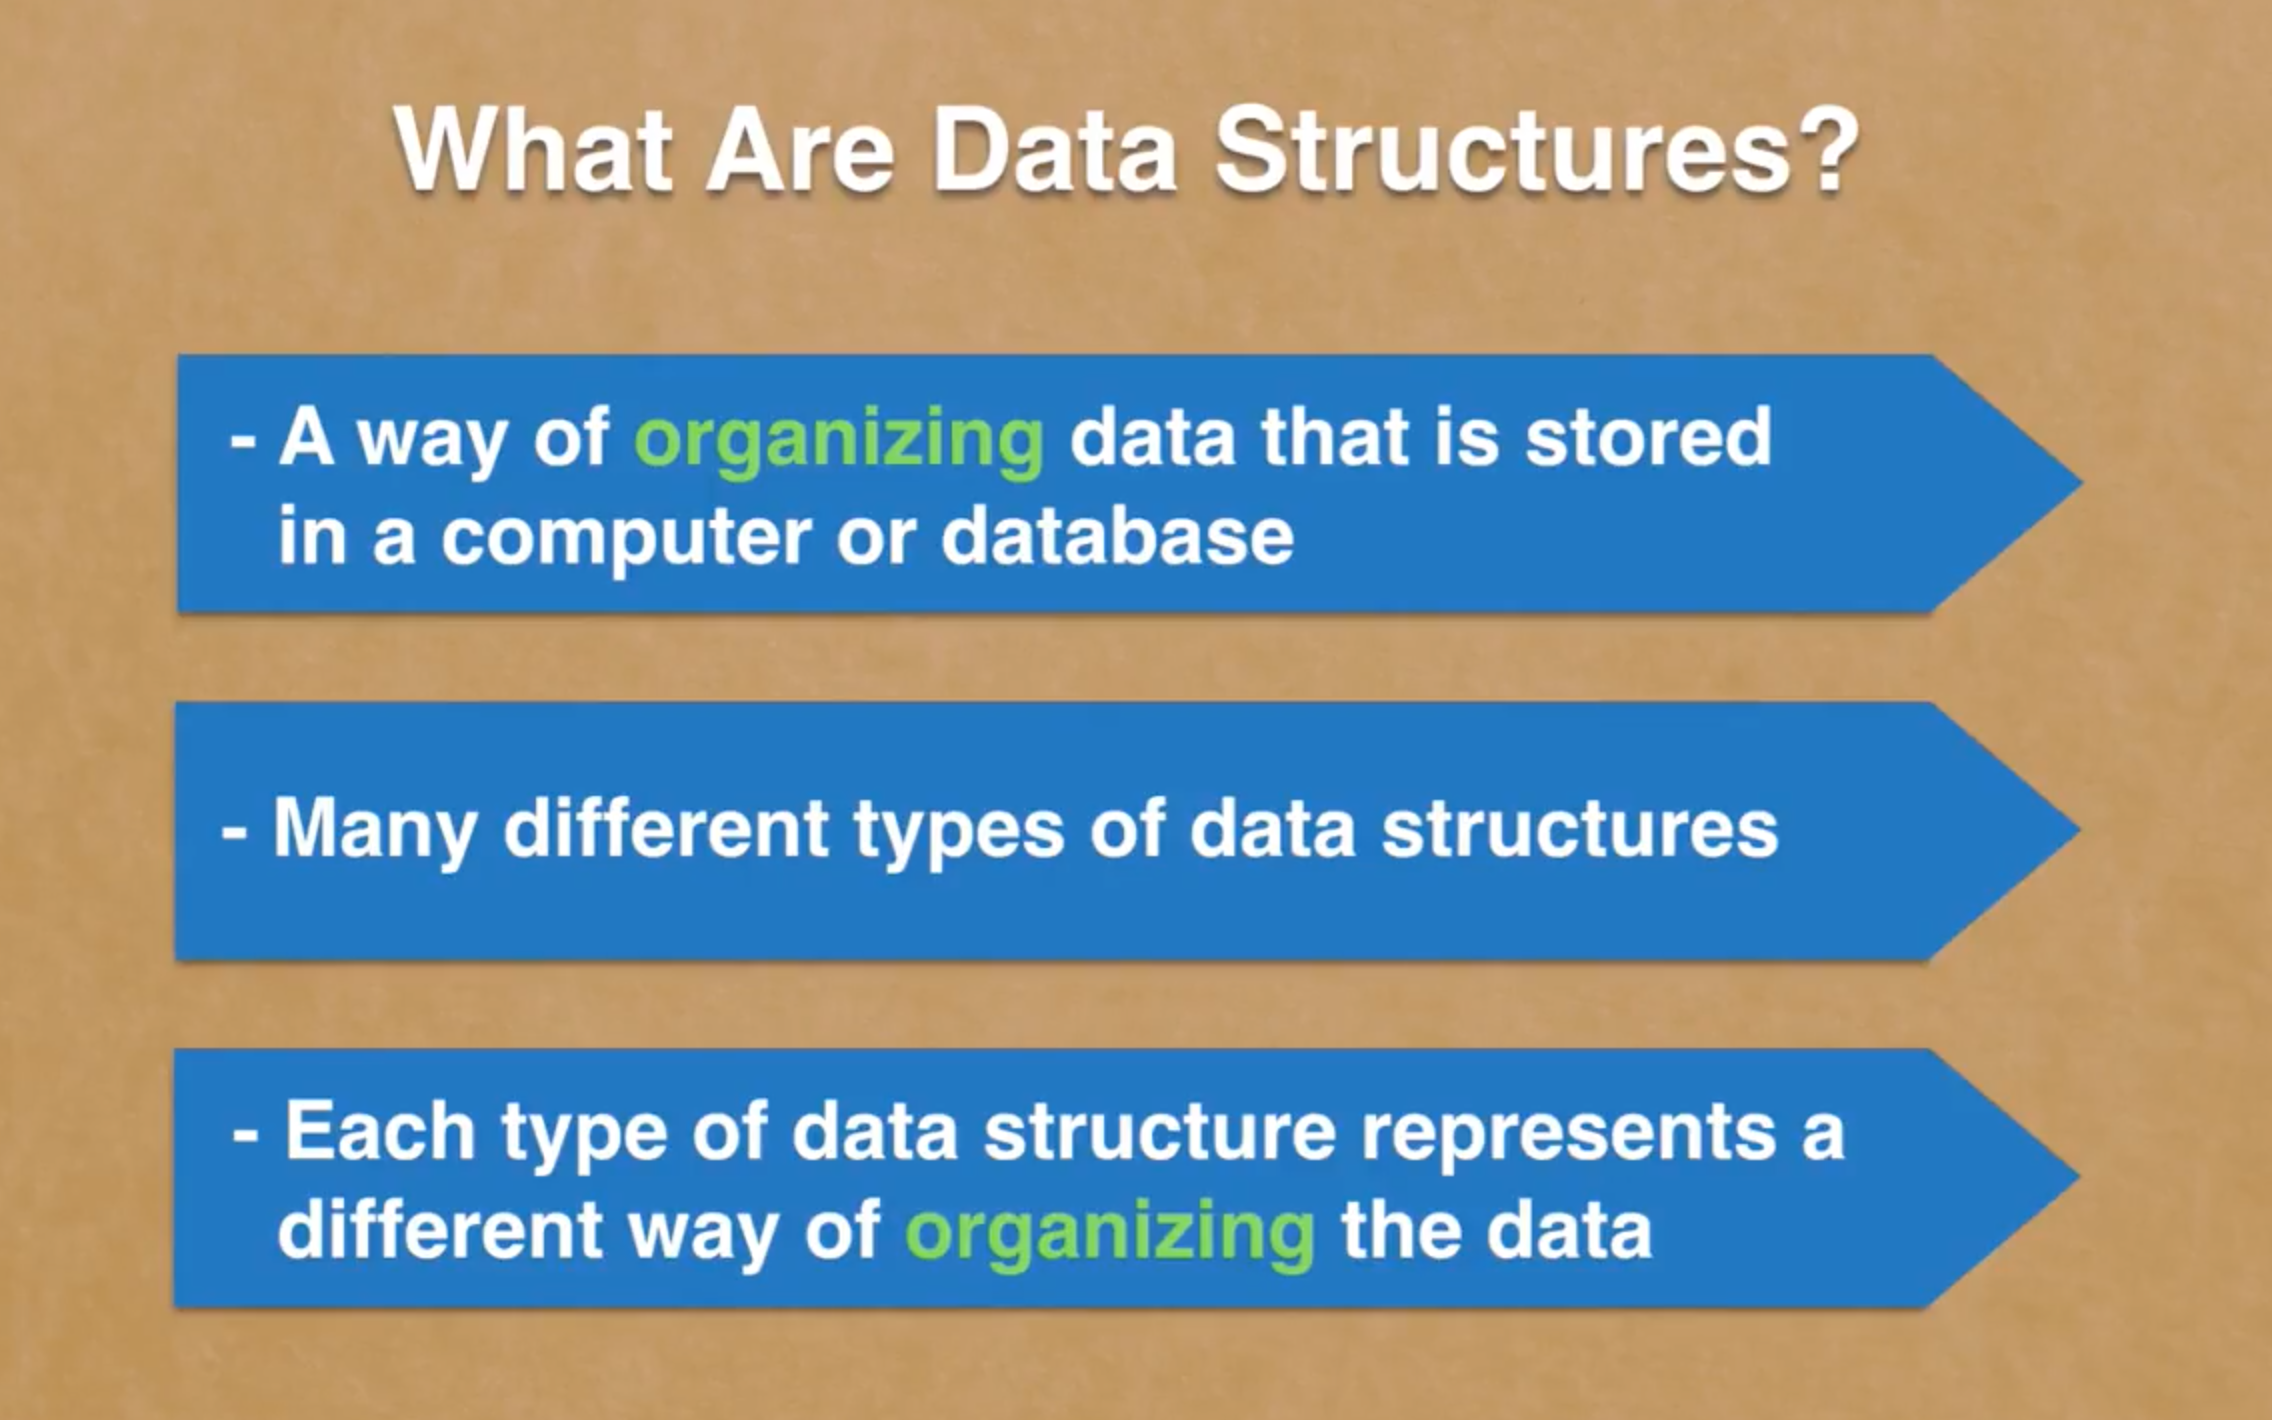 What Are Data Structures?
- A way of organizing data that is stored
in a computer or database
- Many different types of data structures
- Each type of data structure represents a
different way of organizing the data